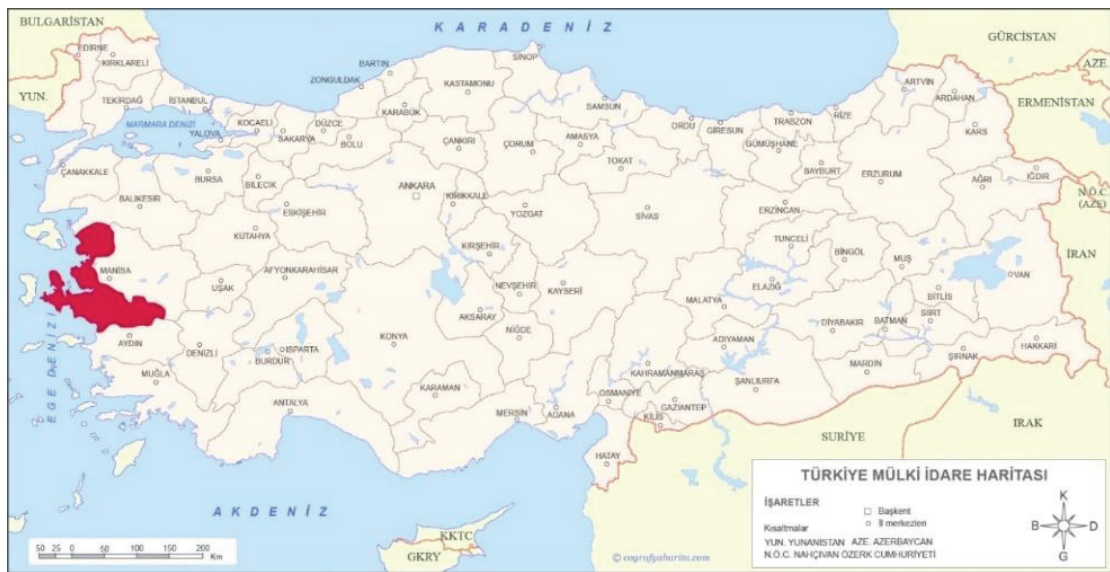 BULGARİSTAN
KARADENİZ
GÜRCİSTAN
EDİRNE
KIRKLARELİ
SİNOP
BARTIN
AZE.
ZONGULDAK
KASTAMONU
ARTVİN
YUN.
TEKİRDAĞ
İSTANBUL
KARABÜK
SAMSUN
ARDAHAN
ERMENİSTAN
MARMARA DENİZİ
KOCAELİ
DÜZCE
ORDU
GİRESUN
TRABZON
RİZE
YALOVA
SAKARYA
BOLU
ÇANKIRI
ÇORUM
AMASYA
GÜMÜŞHANE
KARS
ÇANAKKALE
BURSA
BİLECİK
TOKAT
BAYBURT
ERZURUM
AĞRI
IĞDIR
BALIKESİR
ANKARA
KIRIKKALE
N.Ö.C.
(AZE)
ESKİŞEHİR
YOZGAT
SİVAS
ERZİNCAN
KÜTAHYA
KIRŞEHİR
TUNCELİ
BİNGÖL
MUŞ
İRAN
MANİSA
UŞAK
AFYONKARAHİSAR
NEVŞEHİR
KAYSERİ
ELAZIĞ
VAN
BİTLİS
AKSARAY
MALATYA
SİİRT
EGE DENİZİ
AYDIN
DENİZLİ
BURDUR
ISPARTA
KONYA
NİĞDE
ADIYAMAN
DİYABAKIR
BATMAN
ŞIRNAK
HAKKARİ
MUĞLA
KARAMAN
KAHRAMANMARAŞ
MARDİN
ANTALYA
MERSİN
ADANA
OSMANİYE
GAZİANTEP
ŞANLIURFA
KİLİS
HATAY
SURİYE
IRAK
AKDENİZ
KKTC
GKRY
50 25 0 50 100 150 200
Km
© cografyaharita.com
TÜRKİYE MÜLKİ İDARE HARİTASI
İŞARETLER
Başkent
İl merkezleri
Kısaltmalar
YUN. YUNANİSTAN AZE. AZERBAYCAN
N.Ö.C. NAHÇIVAN ÖZERK CUMHURİYETİ
K
B
D
G